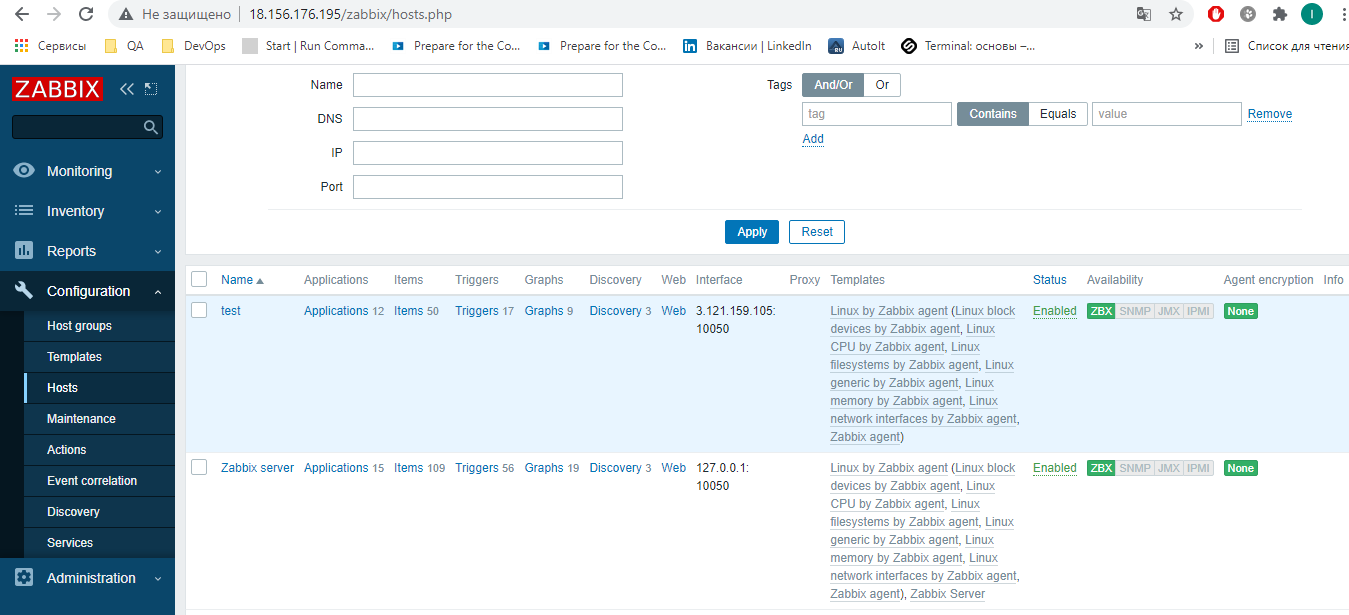 Не защищено | 18.156.176.195/zabbix/hosts.php
Сервисы QA DevOps Start | Run Comma... Prepare for the Co... Prepare for the Co... Вакансии | LinkedIn AutoIt Terminal: основы –... » Список для чтения
ZABBIX
Monitoring
Inventory
Reports
Configuration
Host groups
Templates
Hosts
Maintenance
Actions
Event correlation
Discovery
Services
Administration
Name
DNS
IP
Port
Tags And/Or Or
tag Contains Equals value Remove
Add
Apply Reset
Name Applications Items Triggers Graphs Discovery Web Interface Proxy Templates Status Availability Agent encryption Info
test Applications 12 Items 50 Triggers 17 Graphs 9 Discovery 3 Web 3.121.159.105:
10050
Linux by Zabbix agent (Linux block
devices by Zabbix agent, Linux
CPU by Zabbix agent, Linux
filesystems by Zabbix agent, Linux
generic by Zabbix agent, Linux
memory by Zabbix agent, Linux
network interfaces by Zabbix agent,
Zabbix agent)
Enabled ZBX SNMP JMX IPMI None
Zabbix server Applications 15 Items 109 Triggers 56 Graphs 19 Discovery 3 Web 127.0.0.1:
10050
Linux by Zabbix agent (Linux block
devices by Zabbix agent, Linux
CPU by Zabbix agent, Linux
filesystems by Zabbix agent, Linux
generic by Zabbix agent, Linux
memory by Zabbix agent, Linux
network interfaces by Zabbix agent,
Zabbix agent), Zabbix Server
Enabled ZBX SNMP JMX IPMI None